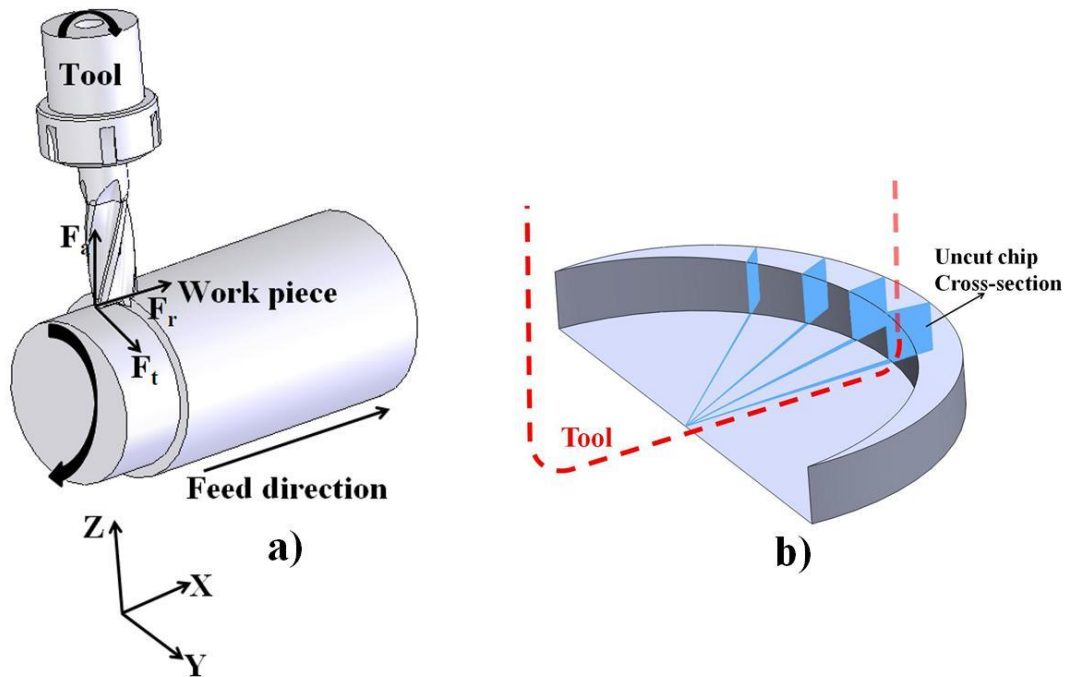 Tool
Fa
Work piece
Fr
Ft
Feed direction
a)
Z
X
Y
Uncut chip
Cross-section
Tool
b)